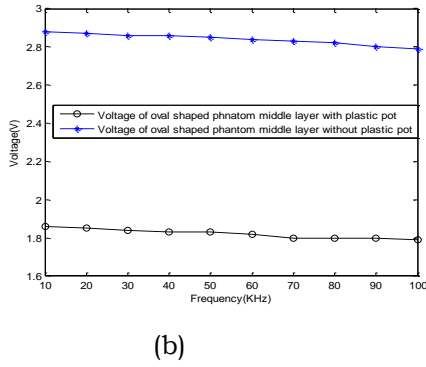 3
2.8
2.6
2.4
2.2
2
1.8
1.6
Voltage(V)
Voltage of oval shaped phnatom middle layer with plastic pot
Voltage of oval shaped phantom middle layer without plastic pot
10 20 30 40 50 60 70 80 90 100
Frequency(KHz)
(b)